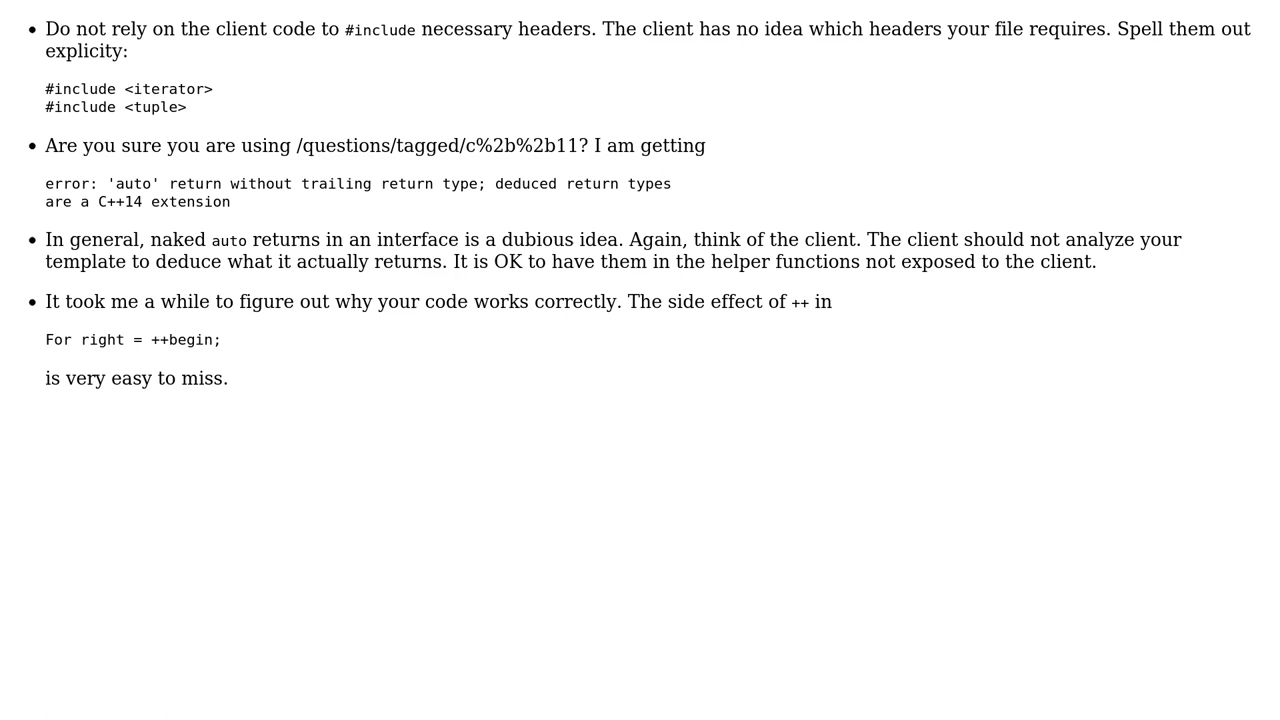 • Do not rely on the client code to #include necessary headers. The client has no idea which headers your file requires. Spell them out
explicity:
#include <iterator>
#include <tuple>
• Are you sure you are using /questions/tagged/c%2b%2b11? I am getting
error: 'auto' return without trailing return type; deduced return types
are a C++14 extension
• In general, naked auto returns in an interface is a dubious idea. Again, think of the client. The client should not analyze your
template to deduce what it actually returns. It is OK to have them in the helper functions not exposed to the client.
• It took me a while to figure out why your code works correctly. The side effect of ++ in
For right = ++begin;
is very easy to miss.